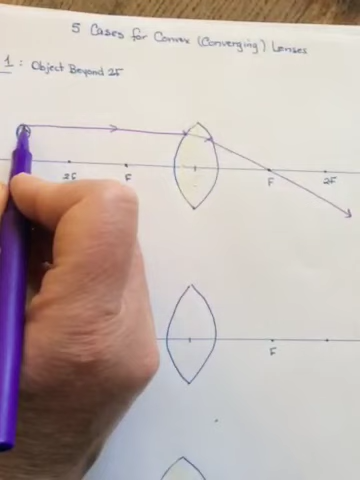 5 Cases for Convex (Converging) Lenses
1: Object Beyond 2F
2F F F 2F
F